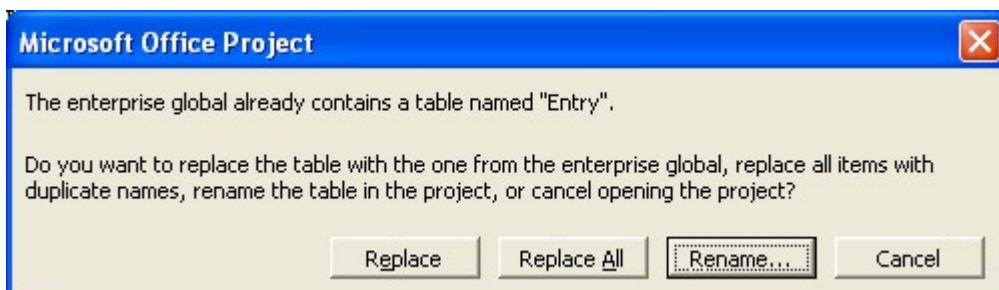 Microsoft Office Project
The enterprise global already contains a table named "Entry".
Do you want to replace the table with the one from the enterprise global, replace all items with
duplicate names, rename the table in the project, or cancel opening the project?
Replace Replace All Rename... Cancel